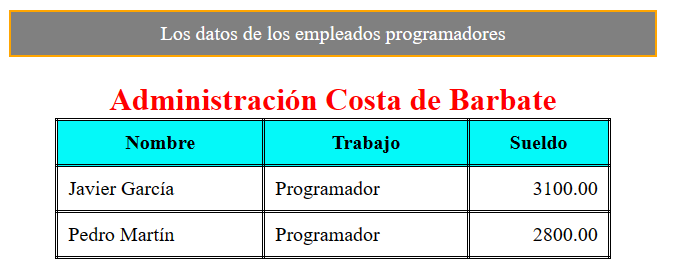 Los datos de los empleados programadores
Administración Costa de Barbate
Nombre Trabajo Sueldo
Javier García Programador 3100.00
Pedro Martín Programador 2800.00